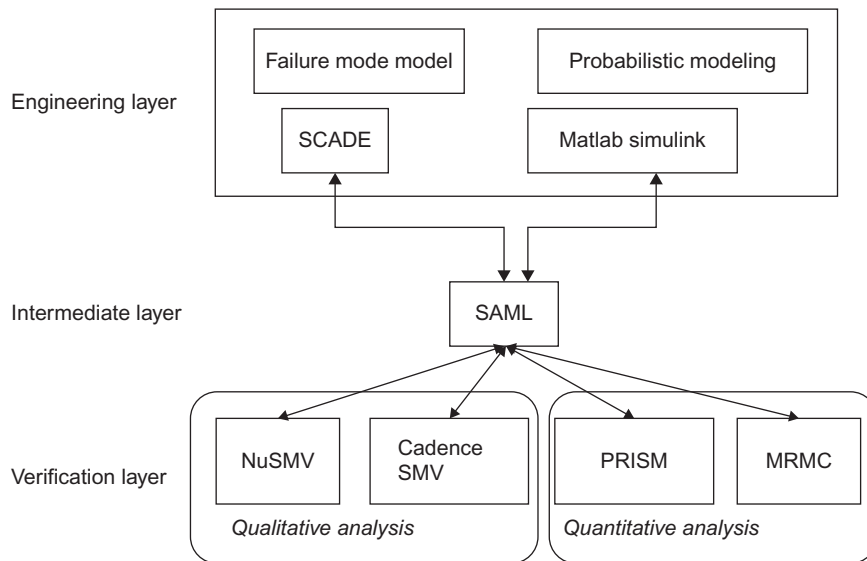 Failure mode model
Probabilistic modeling
Engineering layer
SCADE
Matlab simulink
Intermediate layer
SAML
Verification layer
NuSMV
Cadence
SMV
PRISM
MRMC
Qualitative analysis
Quantitative analysis